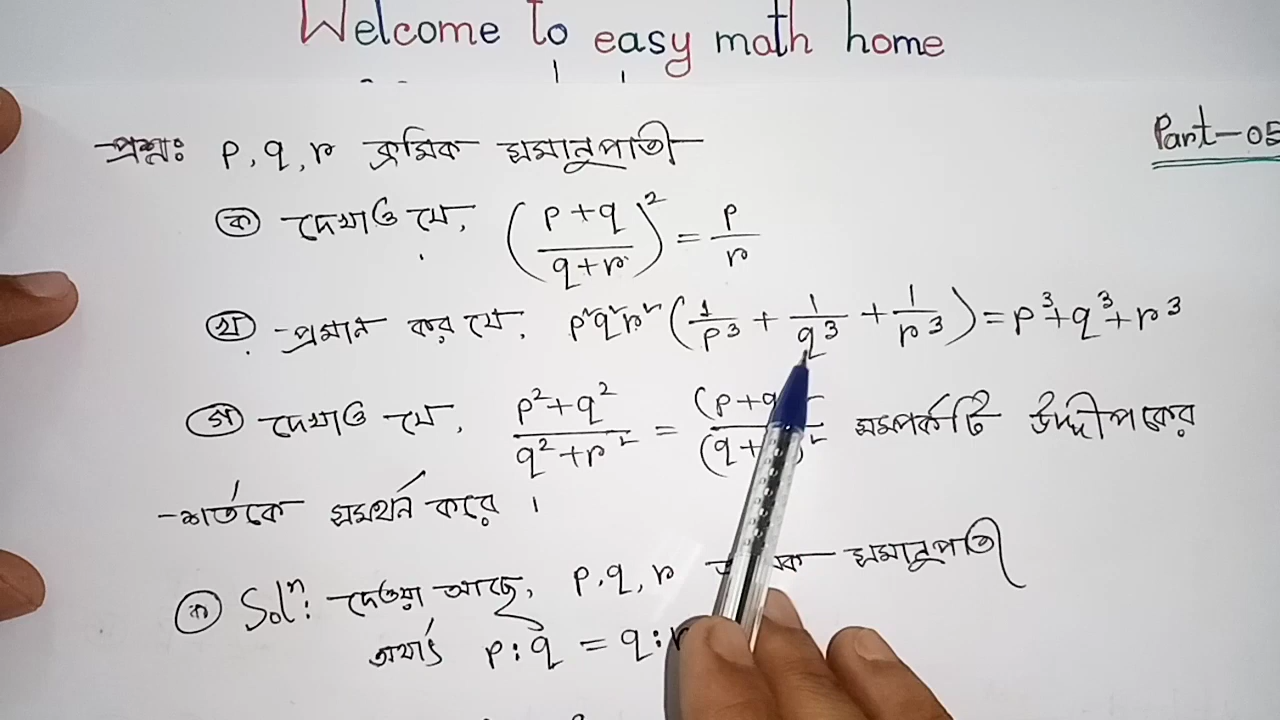 Welcome to easy math home
Part-05
প্রশ্নঃ p, q, r ক্রমিক সমানুপাতী
(ক) দেখাও যে, ((p+q)/(q+r))² = p/r
(খ) প্রমান কর যে, p²q²r² (1/p³ + 1/q³ + 1/r³) = p³+q³+r³
(গ) দেখাও যে, (p²+q²)/(q²+r²) = (p+q / (q+ )² সম্পর্কটি উদ্দীপকের
শর্তকে সমর্থন করে ।
(ক) Solⁿ: দেওয়া আছে, p, q, r সমানুপাতি
অর্থাৎ p : q = q : r